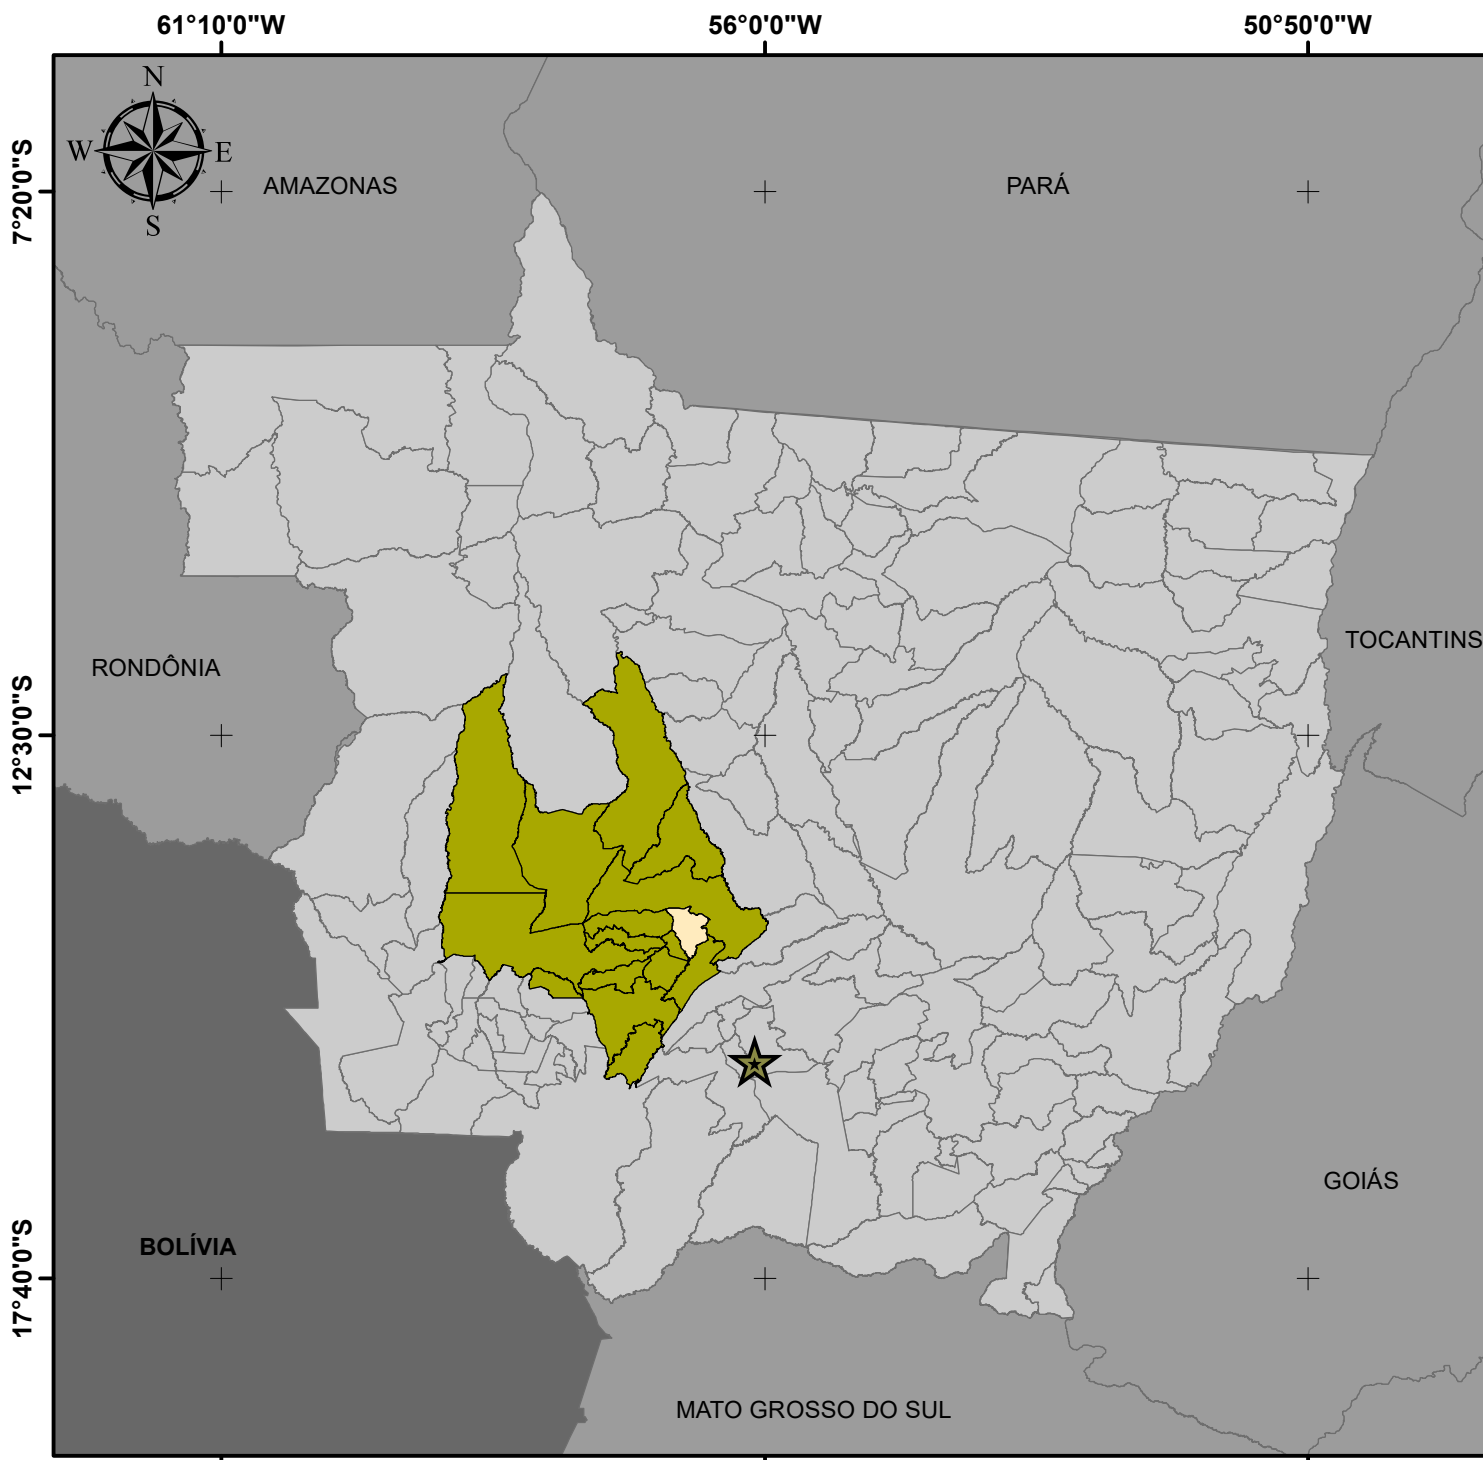 61°10'0"W 56°0'0"W 50°50'0"W
N
W E
S
7°20'0"S
12°30'0"S
17°40'0"S
AMAZONAS
PARÁ
RONDÔNIA
TOCANTINS
GOIÁS
BOLÍVIA
MATO GROSSO DO SUL